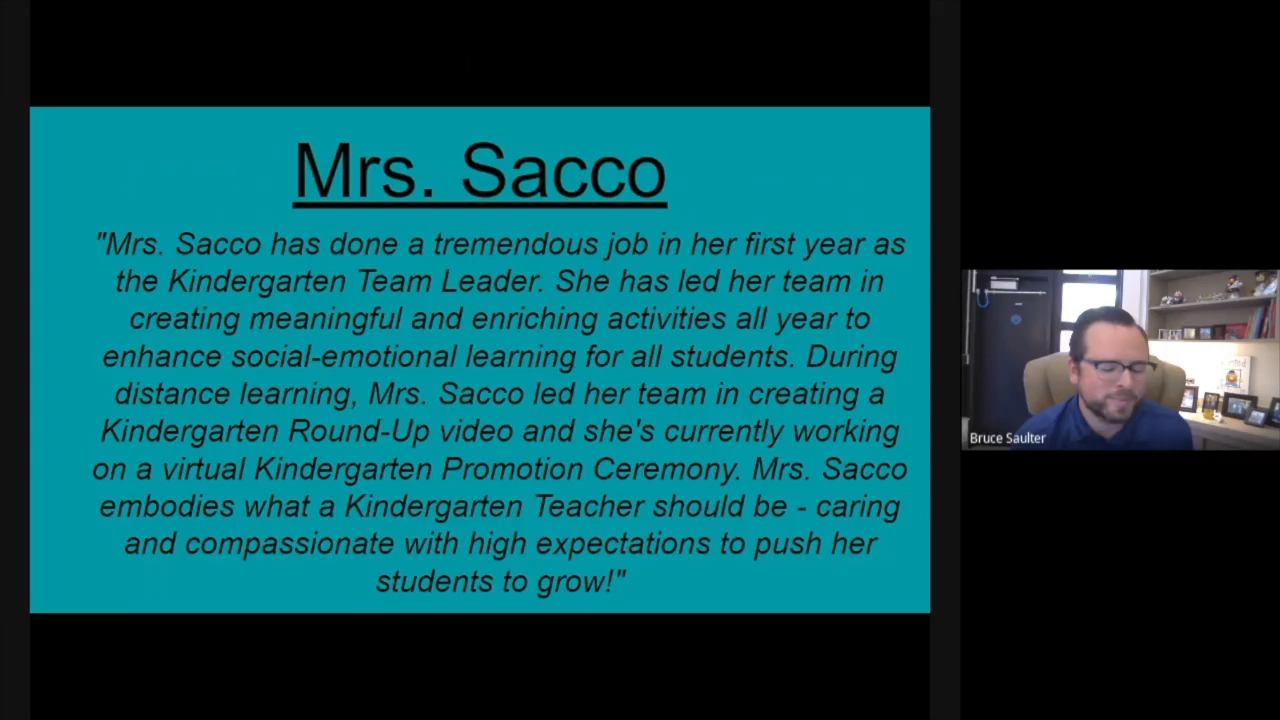 Mrs. Sacco
"Mrs. Sacco has done a tremendous job in her first year as
the Kindergarten Team Leader. She has led her team in
creating meaningful and enriching activities all year to
enhance social-emotional learning for all students. During
distance learning, Mrs. Sacco led her team in creating a
Kindergarten Round-Up video and she's currently working
on a virtual Kindergarten Promotion Ceremony. Mrs. Sacco
embodies what a Kindergarten Teacher should be - caring
and compassionate with high expectations to push her
students to grow!"
Bruce Saulter